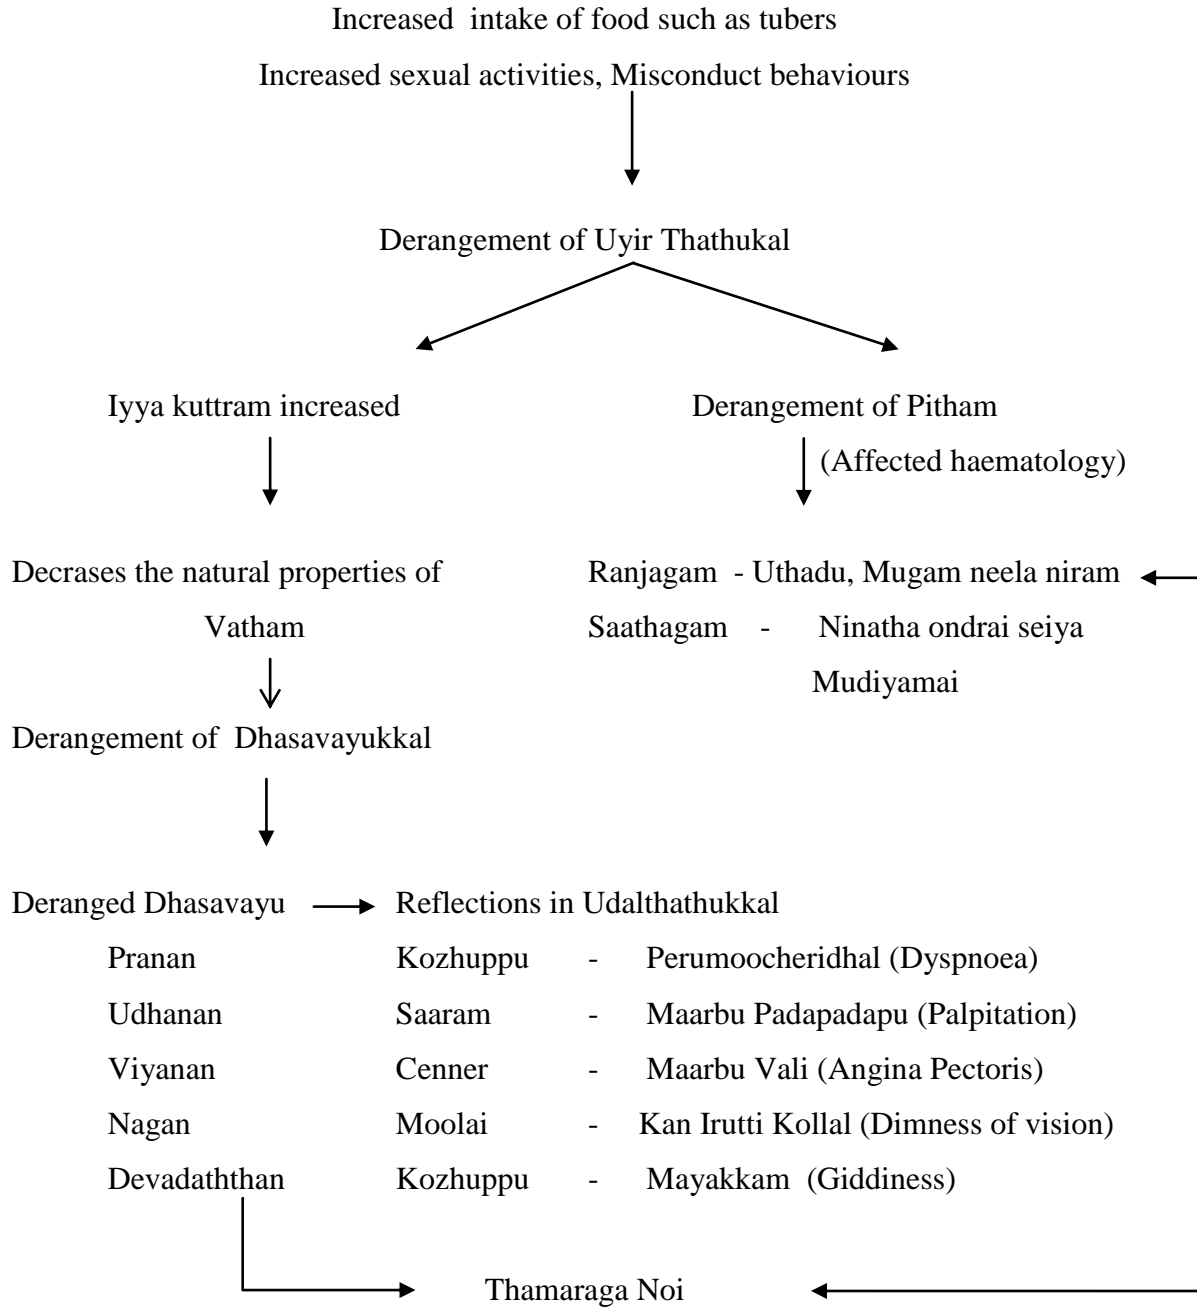 Increased intake of food such as tubers
Increased sexual activities, Misconduct behaviours
Derangement of Uyir Thathukal
Iyya kuttram increased
Derangement of Pitham
(Affected haematology)
Decrases the natural properties of
Vatham
Ranjagam - Uthadu, Mugam neela niram
Saathagam - Ninatha ondrai seiya
Mudiyamai
Derangement of Dhasavayukkal
Deranged Dhasavayu Reflections in Udalthathukkal
Pranan Kozhuppu - Perumoocheridhal (Dyspnoea)
Udhanan Saaram - Maarbu Padapadapu (Palpitation)
Viyanan Cenner - Maarbu Vali (Angina Pectoris)
Nagan Moolai - Kan Irutti Kollal (Dimness of vision)
Devadaththan Kozhuppu - Mayakkam (Giddiness)
Thamaraga Noi